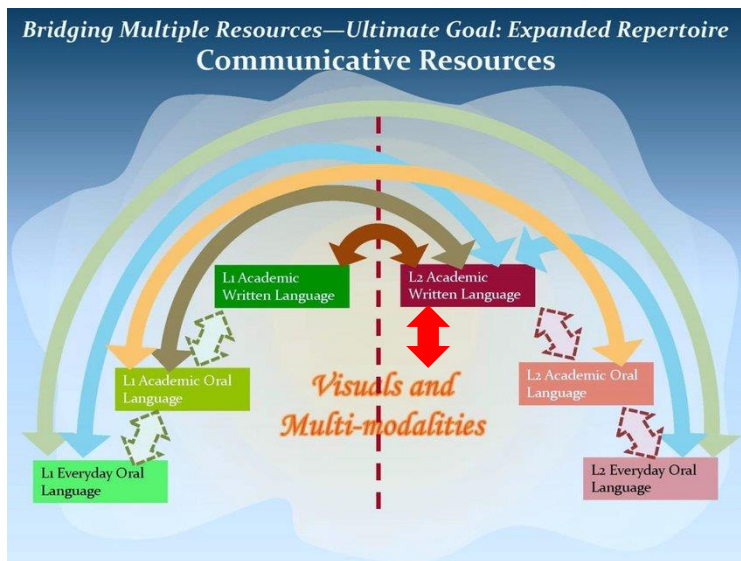 Bridging Multiple Resources—Ultimate Goal: Expanded Repertoire
Communicative Resources
L1 Academic
Written Language
L2 Academic
Written Language
L1 Academic Oral
Language
Visuals and
Multi-modalities
L2 Academic Oral
Language
L1 Everyday Oral
Language
L2 Everyday Oral
Language